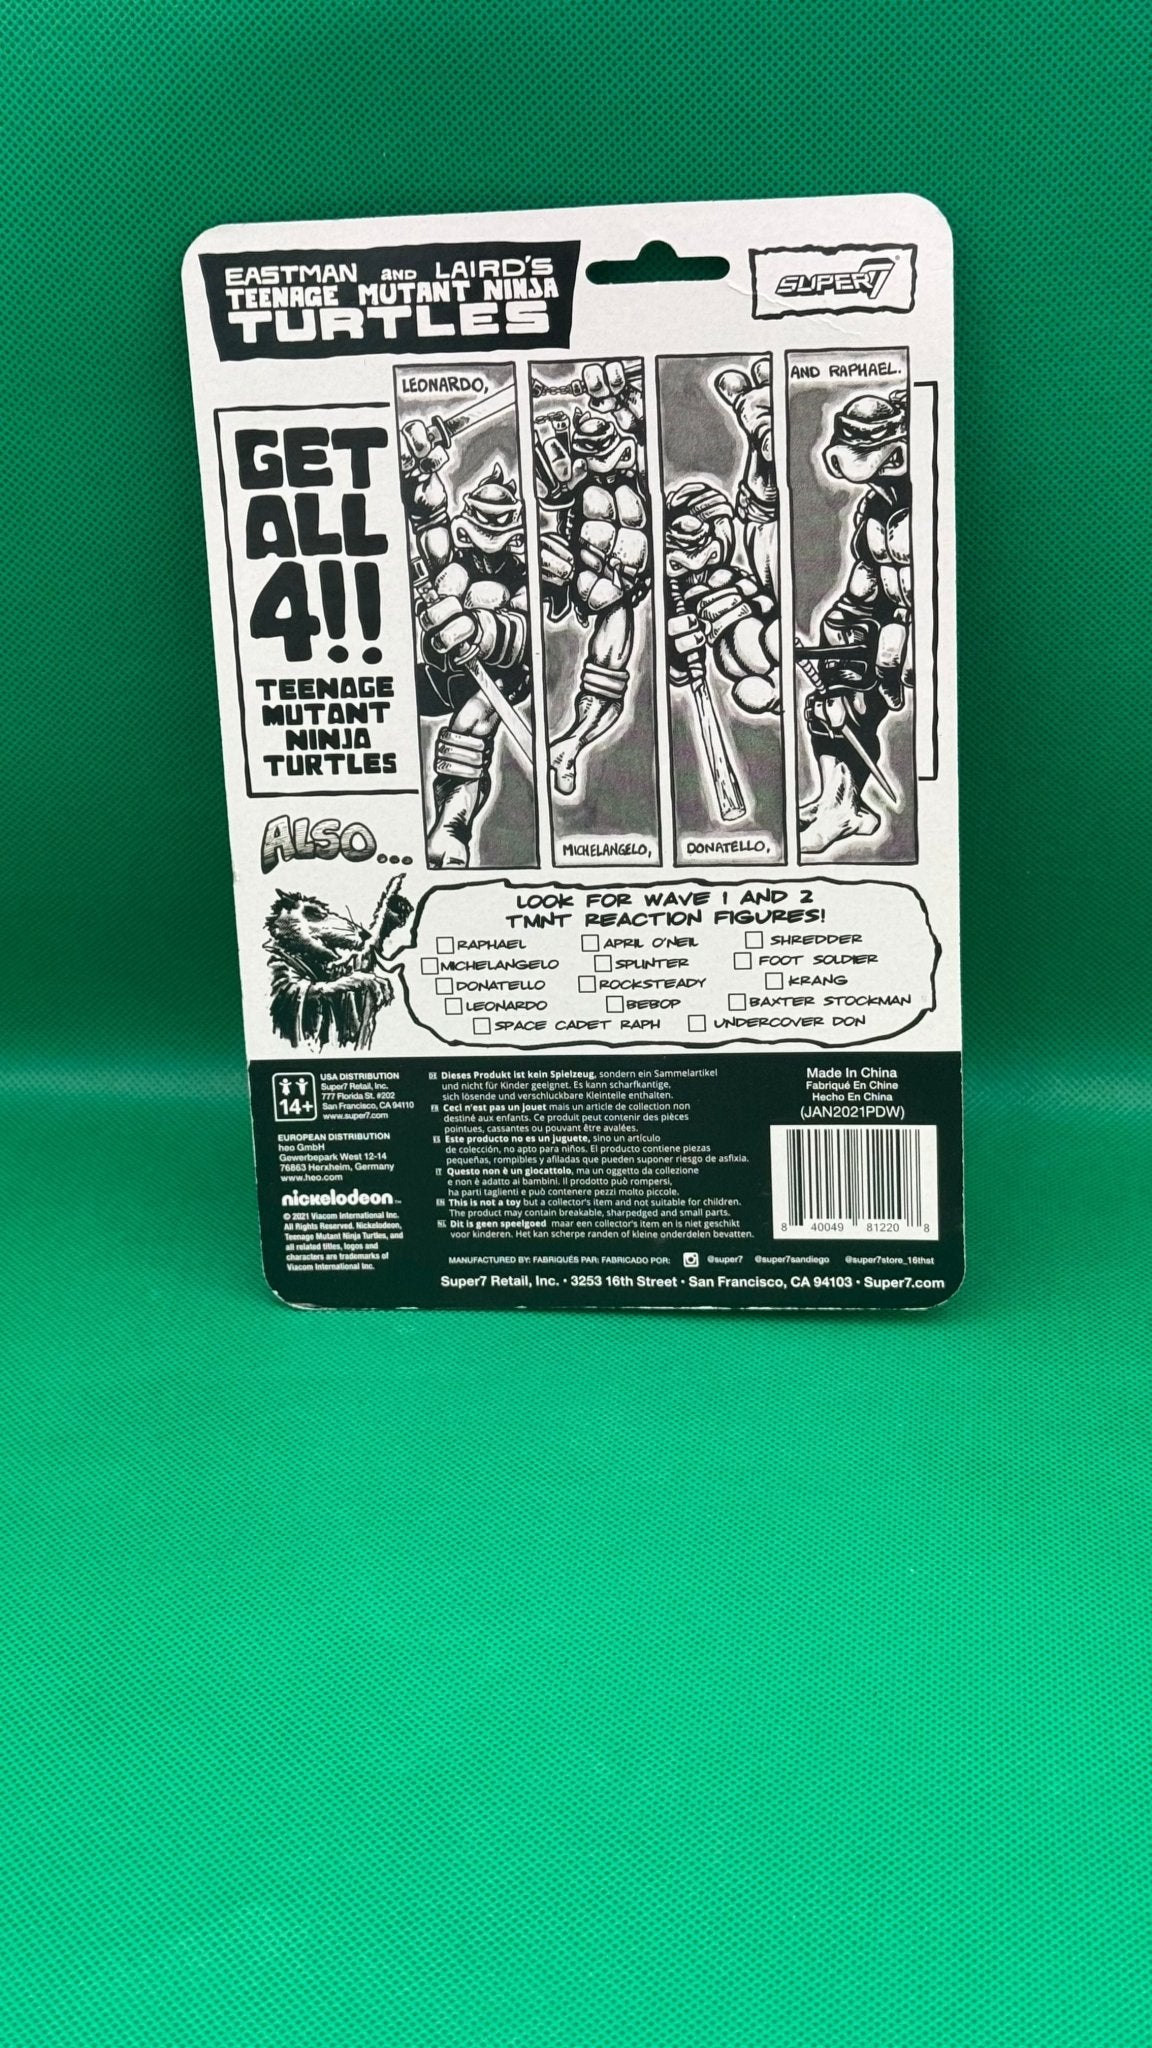 EASTMAN AND LAIRD'S
TEENAGE MUTANT NINJA
TURTLES
SUPER7
GET
ALL
4!!
TEENAGE
MUTANT
NINJA
TURTLES
LEONARDO,
MICHELANGELO,
DONATELLO,
AND RAPHAEL.
ALSO...
LOOK FOR WAVE 1 AND 2
TMNT REACTION FIGURES!
RAPHAEL APRIL O'NEIL SHREDDER
MICHELANGELO SPLINTER FOOT SOLDIER
DONATELLO ROCKSTEADY KRANG
LEONARDO BEBOP BAXTER STOCKMAN
SPACE CADET RAPH UNDERCOVER DON
14+
USA DISTRIBUTION
Super7 Retail, Inc.
777 Florida St. #202
San Francisco, CA 94110
www.super7.com
EUROPEAN DISTRIBUTION
heo GmbH
Gewerbepark West 12-14
76863 Herxheim, Germany
www.heo.com
nickelodeon
© 2021 Viacom International Inc.
All Rights Reserved. Nickelodeon,
Teenage Mutant Ninja Turtles, and
all related titles, logos and
characters are trademarks of
Viacom International Inc.
DE Dieses Produkt ist kein Spielzeug, sondern ein Sammelartikel
und nicht für Kinder geeignet. Es kann scharfkantige,
sich lösende und verschluckbare Kleinteile enthalten.
FR Ceci n'est pas un jouet mais un article de collection non
destiné aux enfants. Ce produit peut contenir des pièces
pointues, cassantes ou pouvant être avalées.
ES Este producto no es un juguete, sino un artículo
de colección, no apto para niños. El producto contiene piezas
pequeñas, rompibles y afiladas que pueden suponer riesgo de asfixia.
IT Questo non è un giocattolo, ma un oggetto da collezione
e non è adatto ai bambini. Il prodotto può rompersi,
ha parti taglienti e può contenere pezzi molto piccole.
EN This is not a toy but a collector's item and not suitable for children.
The product may contain breakable, sharpedged and small parts.
NL Dit is geen speelgoed maar een collector's item en is niet geschikt
voor kinderen. Het kan scherpe randen of kleine onderdelen bevatten.
Made In China
Fabriqué En Chine
Hecho En China
(JAN2021PDW)
8 40049 81220 8
MANUFACTURED BY: FABRIQUÉS PAR: FABRICADO POR: @super7 @super7sandiego @super7store_16thst
Super7 Retail, Inc. • 3253 16th Street • San Francisco, CA 94103 • Super7.com